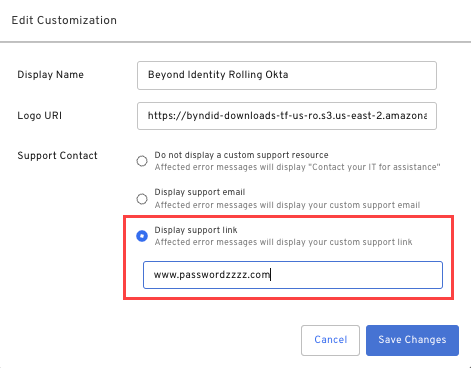 Edit Customization
Display Name
Beyond Identity Rolling Okta
Logo URI
https://byndid-downloads-tf-us-ro.s3.us-east-2.amazona
Support Contact
Do not display a custom support resource
Affected error messages will display "Contact your IT for assistance"
Display support email
Affected error messages will display your custom support email
Display support link
Affected error messages will display your custom support link
www.passwordzzzz.com
Cancel
Save Changes